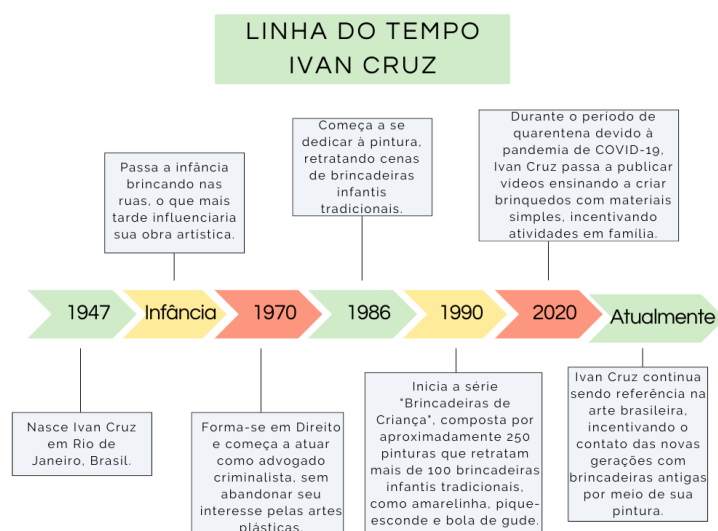 LINHA DO TEMPO
IVAN CRUZ
Passa a infância
brincando nas
ruas, o que mais
tarde influenciaria
sua obra artística.
Começa a se
dedicar à pintura,
retratando cenas
de brincadeiras
infantis
tradicionais.
Durante o período de
quarentena devido à
pandemia de COVID-19,
Ivan Cruz passa a publicar
vídeos ensinando a criar
brinquedos com materiais
simples, incentivando
atividades em família.
1947
Infância
1970
1986
1990
2020
Atualmente
Nasce Ivan Cruz
em Rio de
Janeiro, Brasil.
Forma-se em Direito
e começa a atuar
como advogado
criminalista, sem
abandonar seu
interesse pelas artes
plásticas.
Inicia a série
"Brincadeiras de
Criança", composta por
aproximadamente 250
pinturas que retratam
mais de 100 brincadeiras
infantis tradicionais,
como amarelinha, pique-
esconde e bola de gude.
Ivan Cruz continua
sendo referência na
arte brasileira,
incentivando o
contato das novas
gerações com
brincadeiras antigas
por meio de sua
pintura.